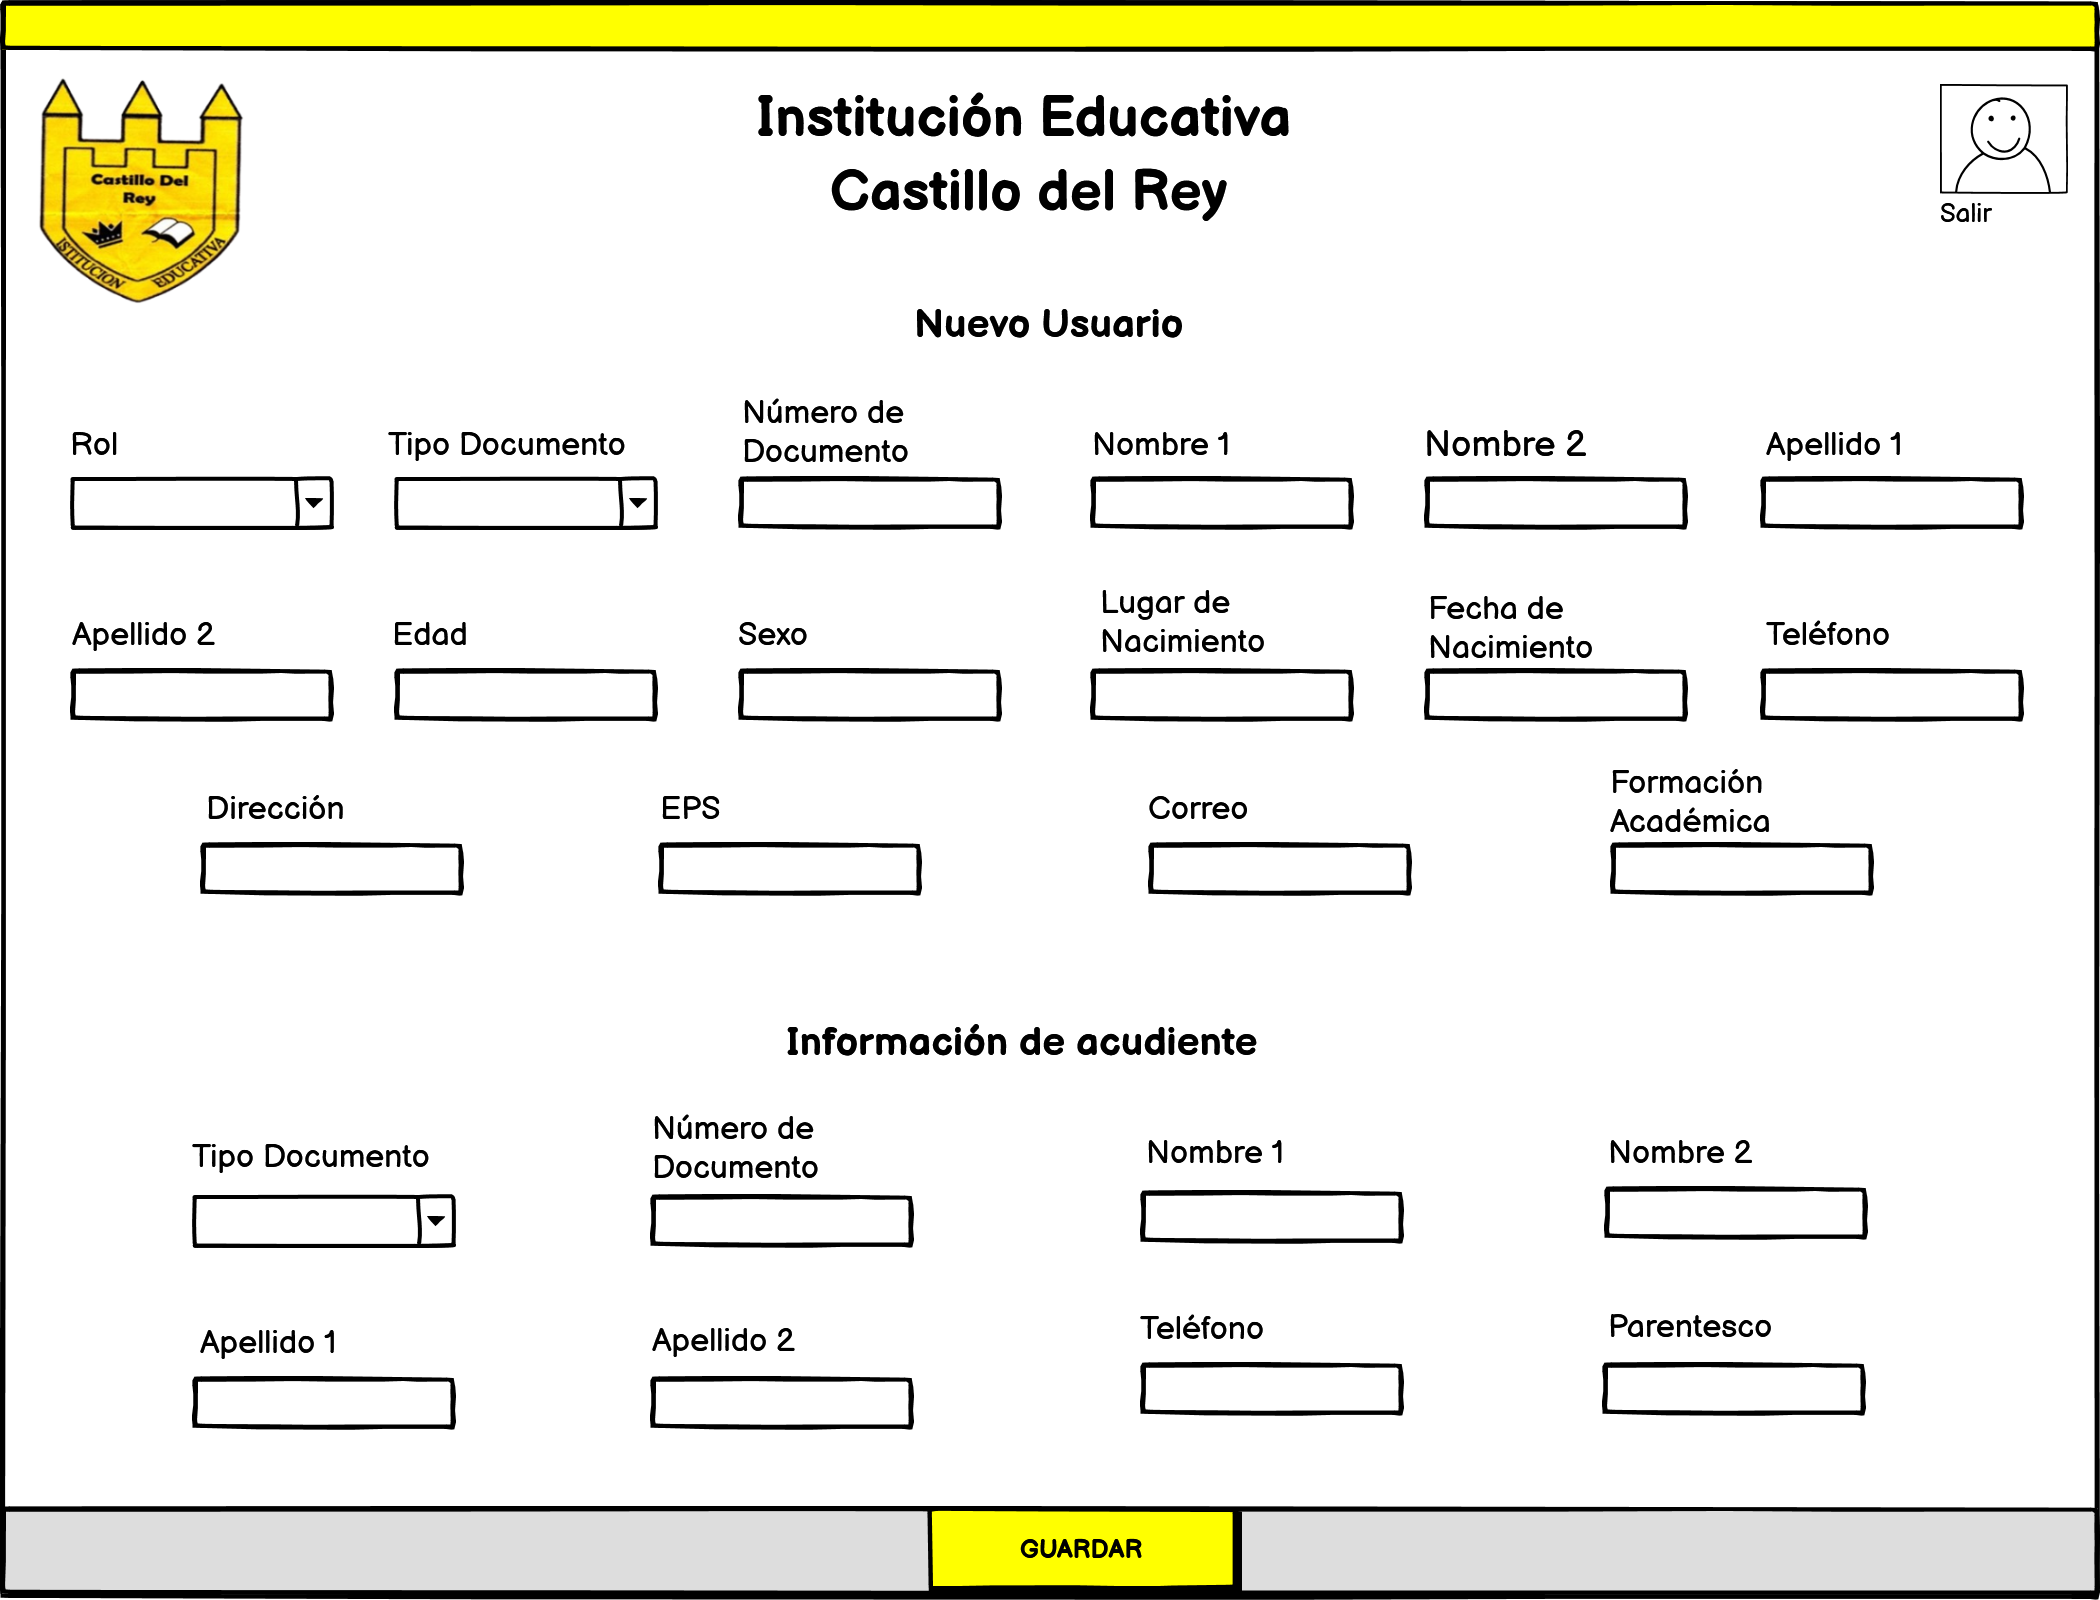 Institución Educativa
Castillo del Rey
Castillo Del
Rey
ISTITUCION EDUCATIVA
Salir
Nuevo Usuario
Rol
Tipo Documento
Número de
Documento
Nombre 1
Nombre 2
Apellido 1
Apellido 2
Edad
Sexo
Lugar de
Nacimiento
Fecha de
Nacimiento
Teléfono
Dirección
EPS
Correo
Formación
Académica
Información de acudiente
Tipo Documento
Número de
Documento
Nombre 1
Nombre 2
Apellido 1
Apellido 2
Teléfono
Parentesco
GUARDAR